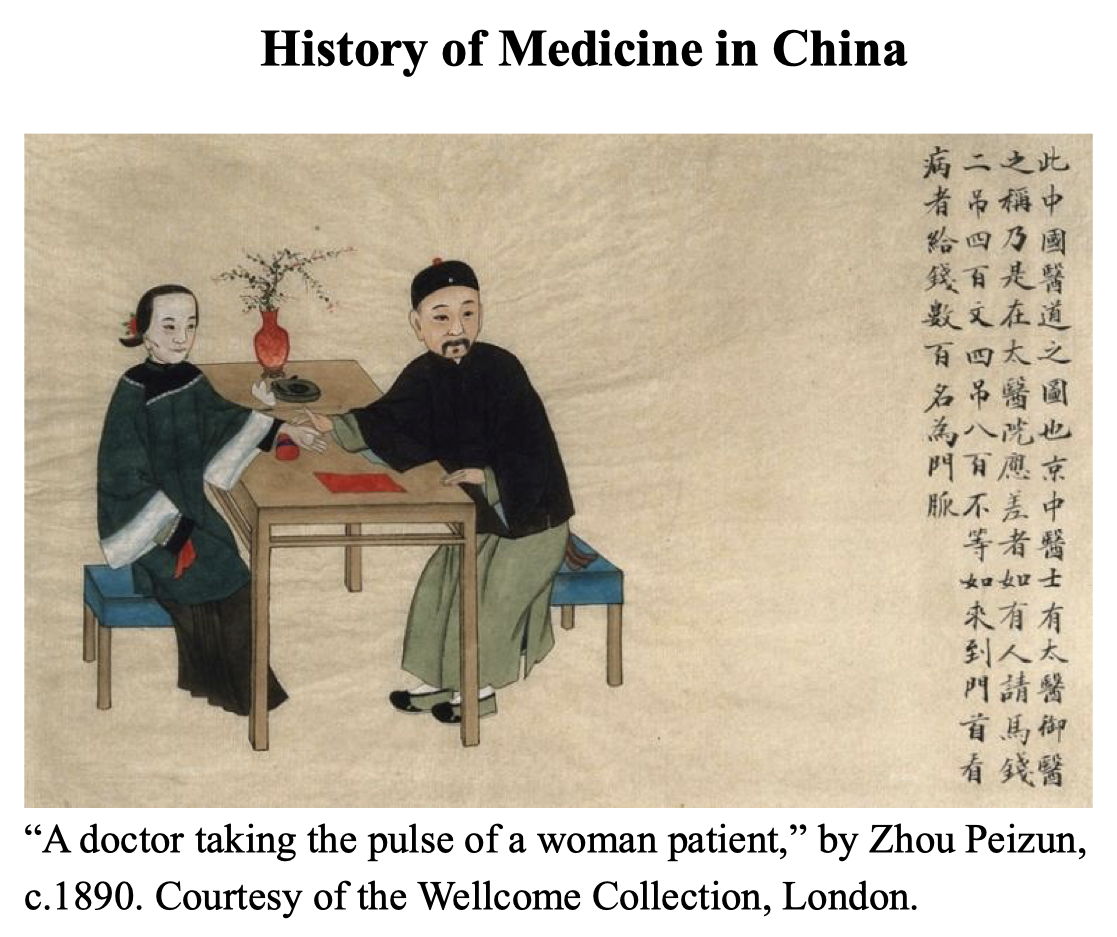 History of Medicine in China
此中國醫道之圖也京中醫士有太醫御醫
之稱乃是在太醫院應差者如有人請馬錢
二吊四百文四吊八百不等如來到門首看
病者給錢數百名為門脈
“A doctor taking the pulse of a woman patient,” by Zhou Peizun,
c.1890. Courtesy of the Wellcome Collection, London.